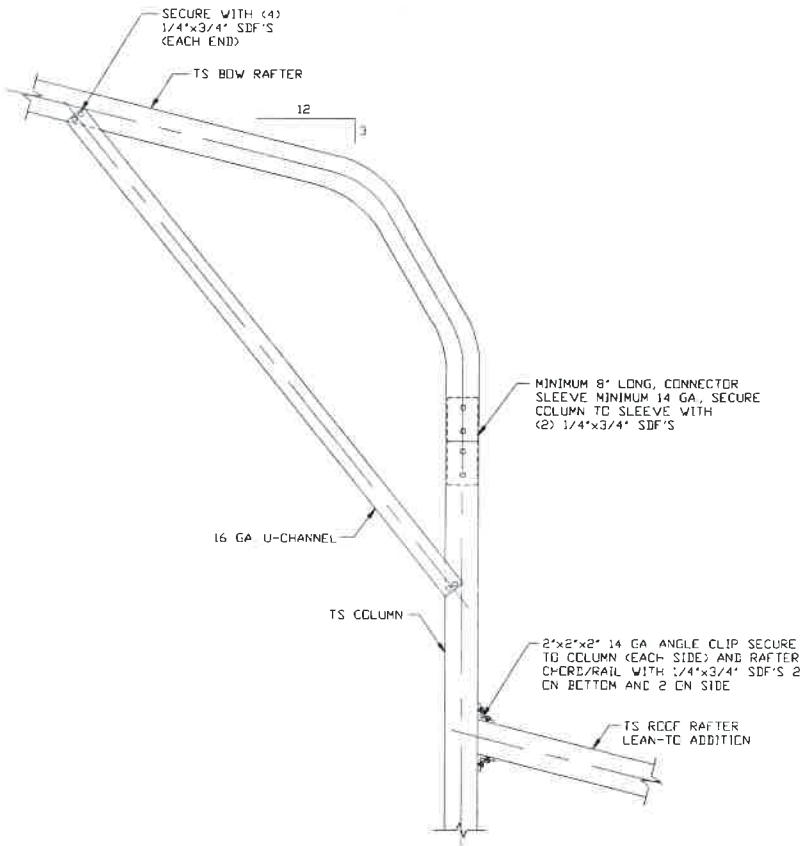 SECURE WITH (4)
1/4"x3/4" SDF'S
(EACH END)
TS BOW RAFTER
12
3
MINIMUM 8" LONG, CONNECTOR
SLEEVE MINIMUM 14 GA., SECURE
COLUMN TO SLEEVE WITH
(2) 1/4"x3/4" SDF'S
16 GA U-CHANNEL
TS COLUMN
2"x2"x2" 14 GA ANGLE CLIP SECURE
TO COLUMN (EACH SIDE) AND RAFTER
CHORD/RAIL WITH 1/4"x3/4" SDF'S 2
ON BOTTOM AND 2 ON SIDE
TS ROOF RAFTER
LEAN-TO ADDITION